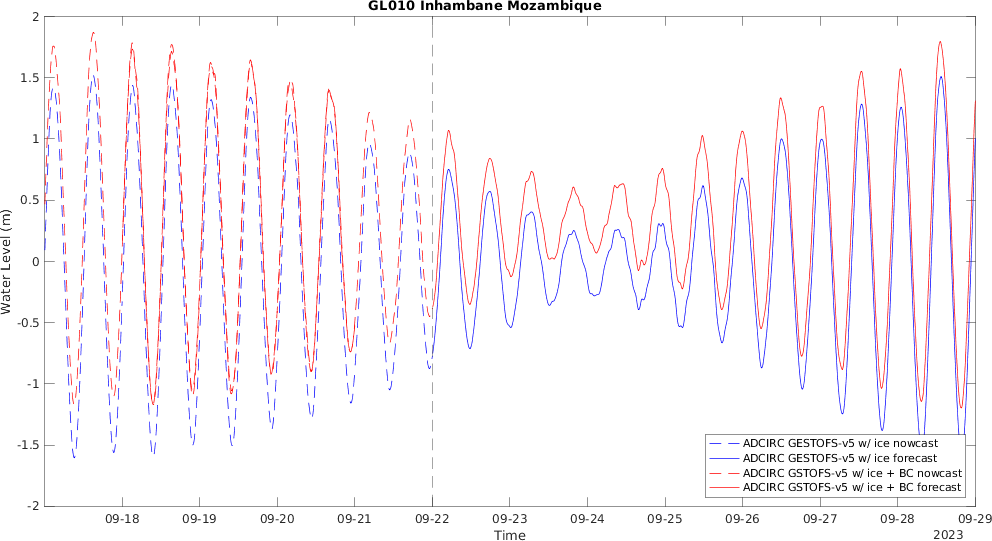 GL010 Inhambane Mozambique
2
1.5
1
0.5
0
-0.5
-1
-1.5
-2
Water Level (m)
ADCIRC GESTOFS-v5 w/ ice nowcast
ADCIRC GESTOFS-v5 w/ ice forecast
ADCIRC GSTOFS-v5 w/ ice + BC nowcast
ADCIRC GSTOFS-v5 w/ ice + BC forecast
09-18 09-19 09-20 09-21 09-22 09-23 09-24 09-25 09-26 09-27 09-28 09-29
Time
2023